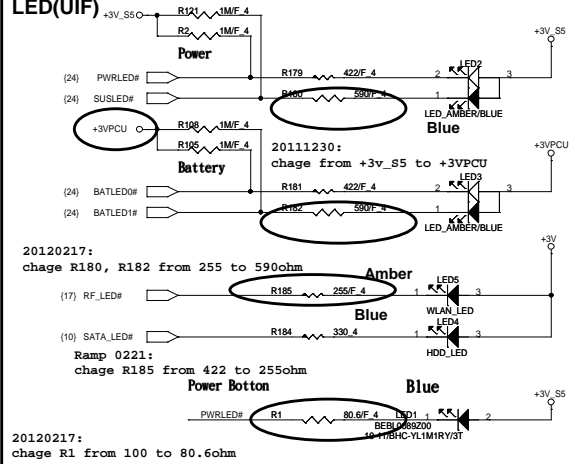 LED(UIF)
+3V_S5
R121 1M/F_4
R2 1M/F_4
Power
+3V_S5
LED2
{24} PWRLED# R179 422/F_4 2 3
{24} SUSLED# R180 590/F_4 1
LED_AMBER/BLUE
Blue
+3VPCU R108 1M/F_4
R105 1M/F_4
Battery
20111230:
chage from +3v_S5 to +3VPCU
+3VPCU
LED3
{24} BATLED0# R181 422/F_4 2 3
{24} BATLED1# R182 590/F_4 1
LED_AMBER/BLUE
20120217:
chage R180, R182 from 255 to 590ohm
+3V
Amber
LED5
{17} RF_LED# R185 255/F_4 1 3
Blue
WLAN_LED
LED4
{10} SATA_LED# R184 330_4 1 3
HDD_LED
Ramp 0221:
chage R185 from 422 to 255ohm
Power Botton
Blue
+3V_S5
PWRLED# R1 80.6/F_4 LED1 1 2
BEBL0089Z00
19-17/BHC-YL1M1RY/3T
20120217:
chage R1 from 100 to 80.6ohm